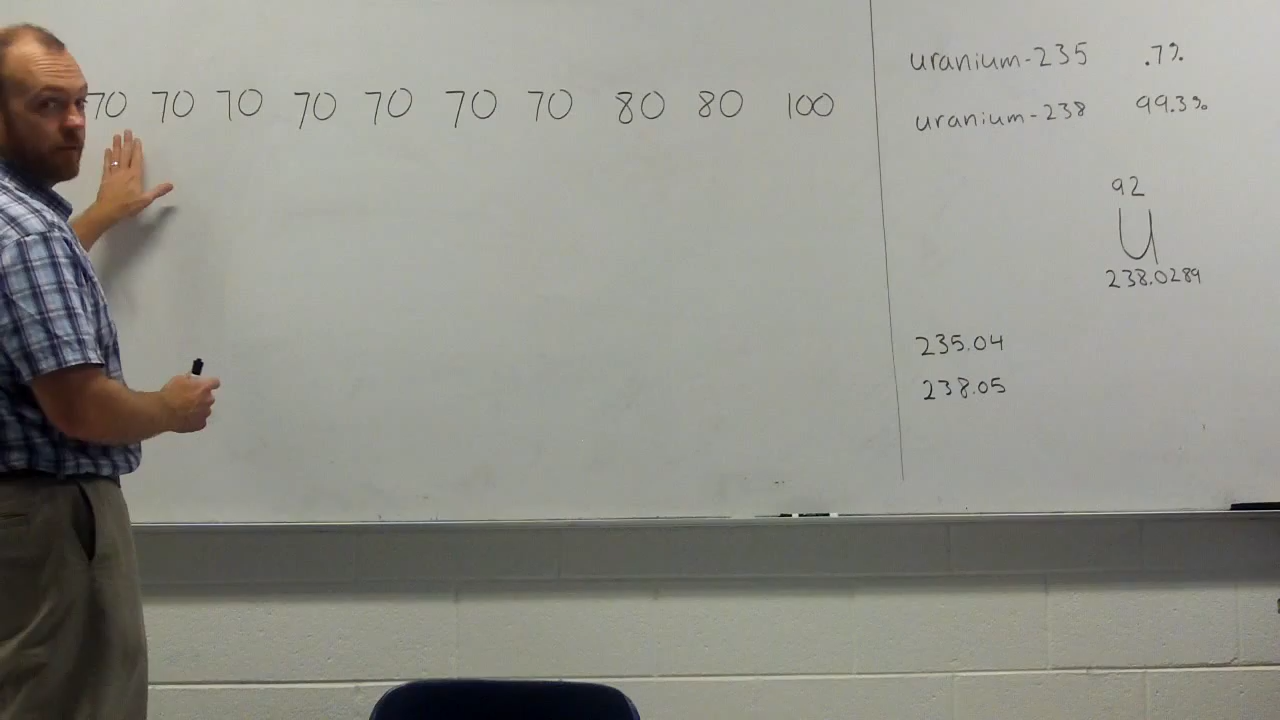 70 70 70 70 70 70 70 80 80 100
uranium-235 .7%
uranium-238 99.3%
92
U
238.0289
235.04
238.05